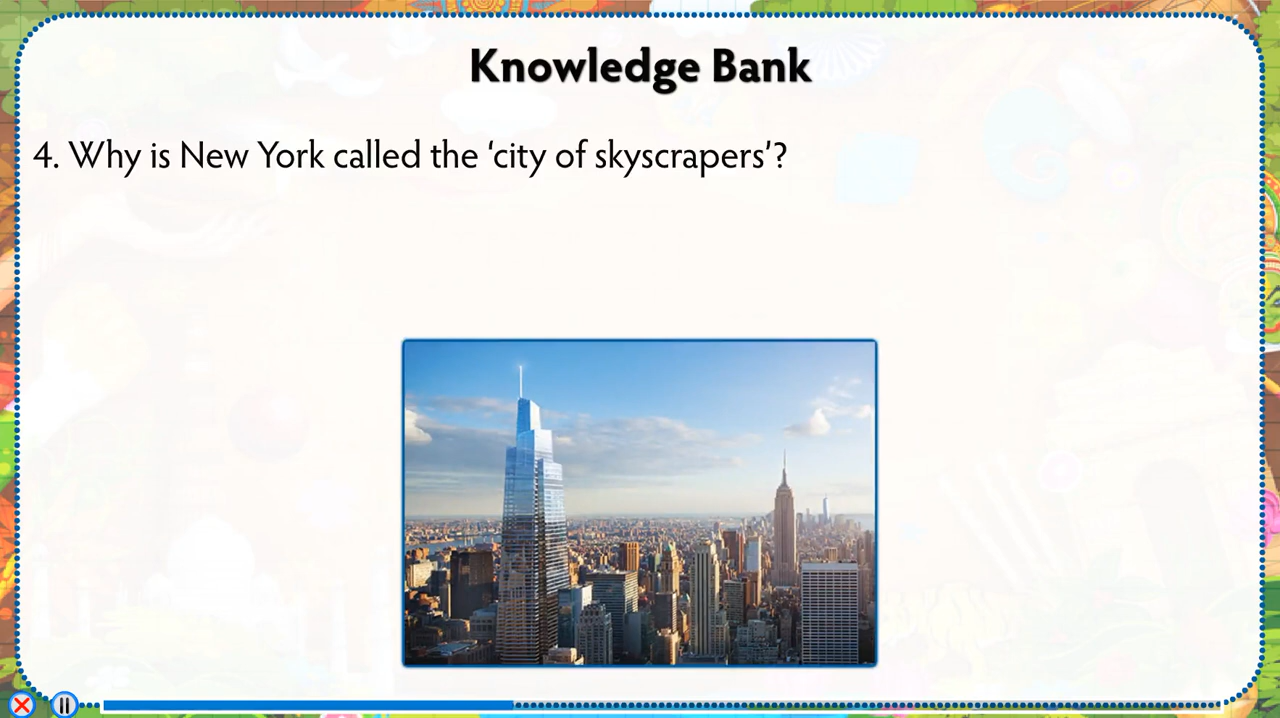 Knowledge Bank
4. Why is New York called the ‘city of skyscrapers’?